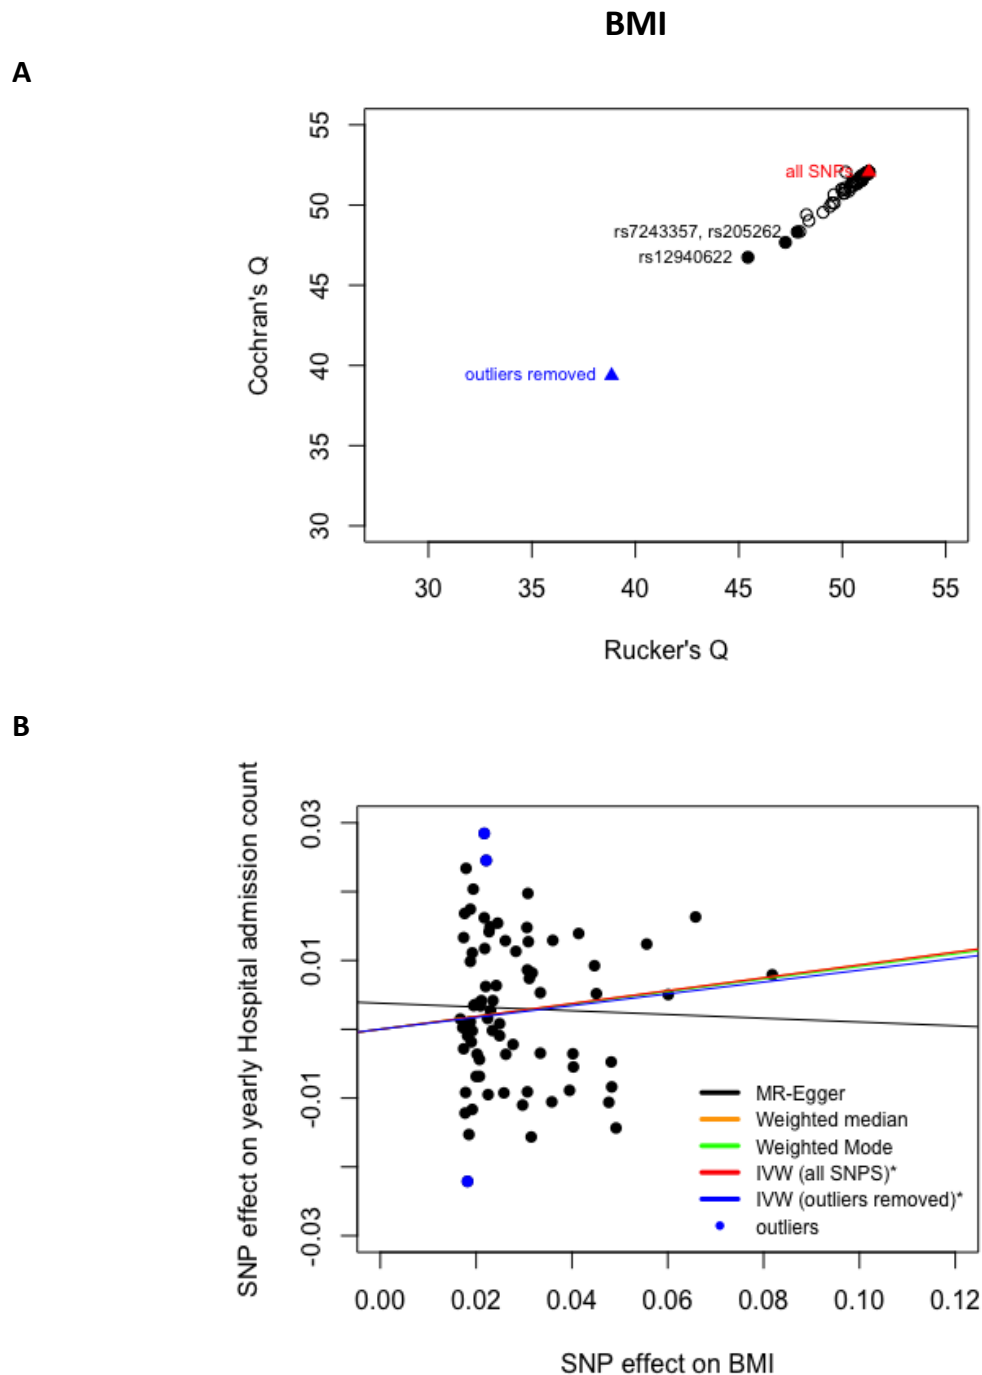 BMI
A
Cochran's Q
55
50
45
40
35
30
all SNPs
rs7243357, rs205262
rs12940622
outliers removed
30 35 40 45 50 55
Rucker's Q
B
SNP effect on yearly Hospital admission count
0.03
0.01
-0.01
-0.03
MR-Egger
Weighted median
Weighted Mode
IVW (all SNPS)*
IVW (outliers removed)*
outliers
0.00 0.02 0.04 0.06 0.08 0.10 0.12
SNP effect on BMI